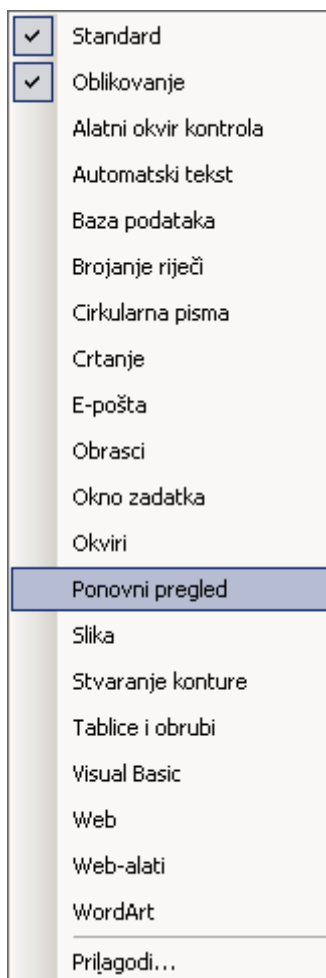 Standard
Oblikovanje
Alatni okvir kontrola
Automatski tekst
Baza podataka
Brojanje riječi
Cirkularna pisma
Crtanje
E-pošta
Obrasci
Okno zadatka
Okviri
Ponovni pregled
Slika
Stvaranje konture
Tablice i obrubi
Visual Basic
Web
Web-alati
WordArt
Prilagodi...